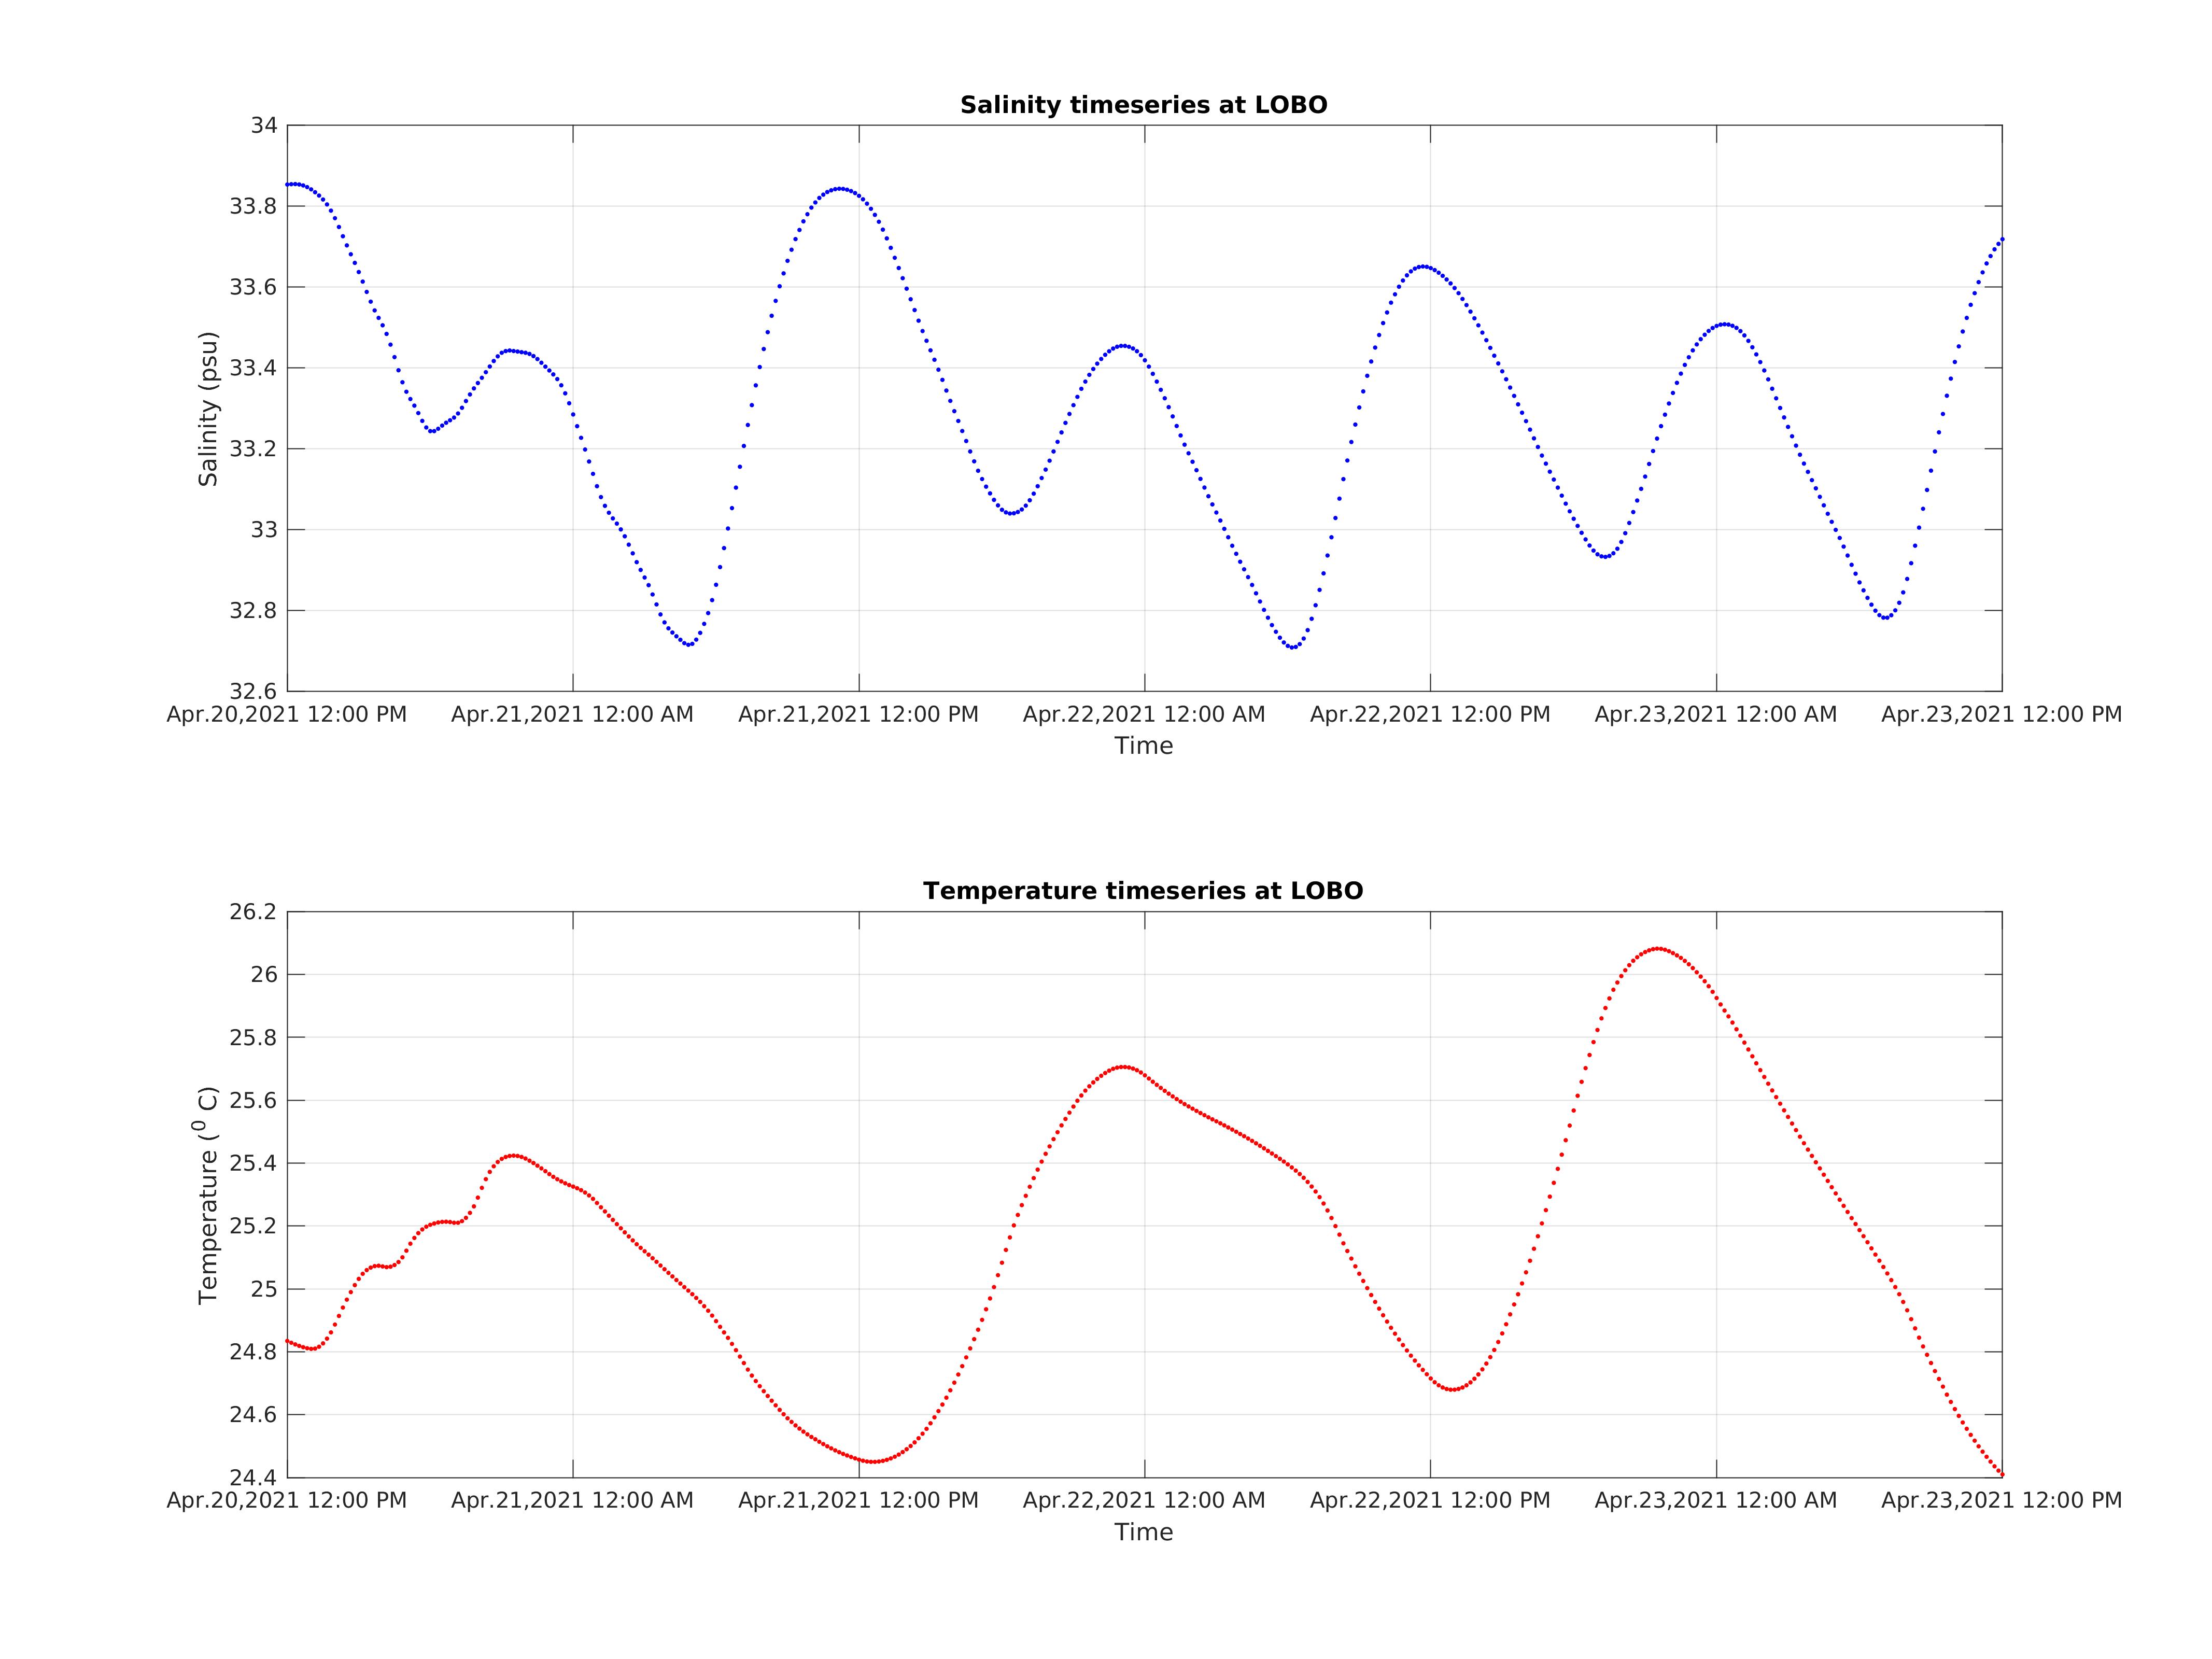 Salinity timeseries at LOBO
34
33.8
33.6
33.4
33.2
33
32.8
32.6
Salinity (psu)
Apr.20,2021 12:00 PM Apr.21,2021 12:00 AM Apr.21,2021 12:00 PM Apr.22,2021 12:00 AM Apr.22,2021 12:00 PM Apr.23,2021 12:00 AM Apr.23,2021 12:00 PM
Time
Temperature timeseries at LOBO
26.2
26
25.8
25.6
25.4
25.2
25
24.8
24.6
24.4
Temperature (⁰ C)
Apr.20,2021 12:00 PM Apr.21,2021 12:00 AM Apr.21,2021 12:00 PM Apr.22,2021 12:00 AM Apr.22,2021 12:00 PM Apr.23,2021 12:00 AM Apr.23,2021 12:00 PM
Time